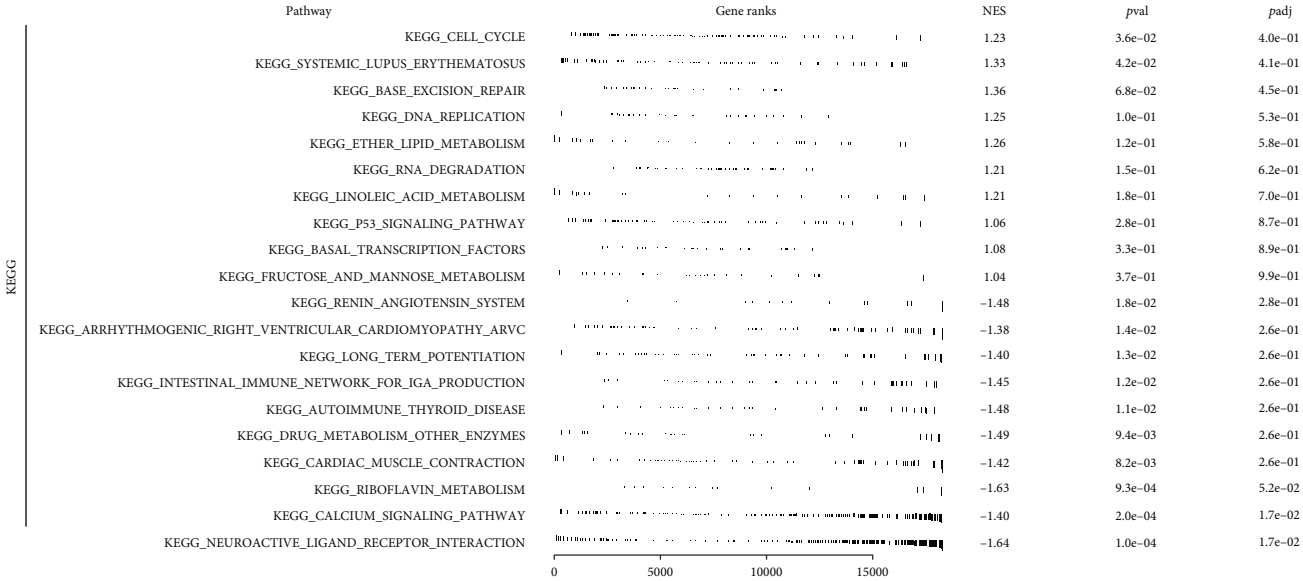 Pathway Gene ranks NES pval padj
KEGG_CELL_CYCLE 1.23 3.6e–02 4.0e–01
KEGG_SYSTEMIC_LUPUS_ERYTHEMATOSUS 1.33 4.2e–02 4.1e–01
KEGG_BASE_EXCISION_REPAIR 1.36 6.8e–02 4.5e–01
KEGG_DNA_REPLICATION 1.25 1.0e–01 5.3e–01
KEGG_ETHER_LIPID_METABOLISM 1.26 1.2e–01 5.8e–01
KEGG_RNA_DEGRADATION 1.21 1.5e–01 6.2e–01
KEGG_LINOLEIC_ACID_METABOLISM 1.21 1.8e–01 7.0e–01
KEGG_P53_SIGNALING_PATHWAY 1.06 2.8e–01 8.7e–01
KEGG_BASAL_TRANSCRIPTION_FACTORS 1.08 3.3e–01 8.9e–01
KEGG
KEGG_FRUCTOSE_AND_MANNOSE_METABOLISM 1.04 3.7e–01 9.9e–01
KEGG_RENIN_ANGIOTENSIN_SYSTEM –1.48 1.8e–02 2.8e–01
KEGG_ARRHYTHMOGENIC_RIGHT_VENTRICULAR_CARDIOMYOPATHY_ARVC –1.38 1.4e–02 2.6e–01
KEGG_LONG_TERM_POTENTIATION –1.40 1.3e–02 2.6e–01
KEGG_INTESTINAL_IMMUNE_NETWORK_FOR_IGA_PRODUCTION –1.45 1.2e–02 2.6e–01
KEGG_AUTOIMMUNE_THYROID_DISEASE –1.48 1.1e–02 2.6e–01
KEGG_DRUG_METABOLISM_OTHER_ENZYMES –1.49 9.4e–03 2.6e–01
KEGG_CARDIAC_MUSCLE_CONTRACTION –1.42 8.2e–03 2.6e–01
KEGG_RIBOFLAVIN_METABOLISM –1.63 9.3e–04 5.2e–02
KEGG_CALCIUM_SIGNALING_PATHWAY –1.40 2.0e–04 1.7e–02
KEGG_NEUROACTIVE_LIGAND_RECEPTOR_INTERACTION –1.64 1.0e–04 1.7e–02
0 5000 10000 15000